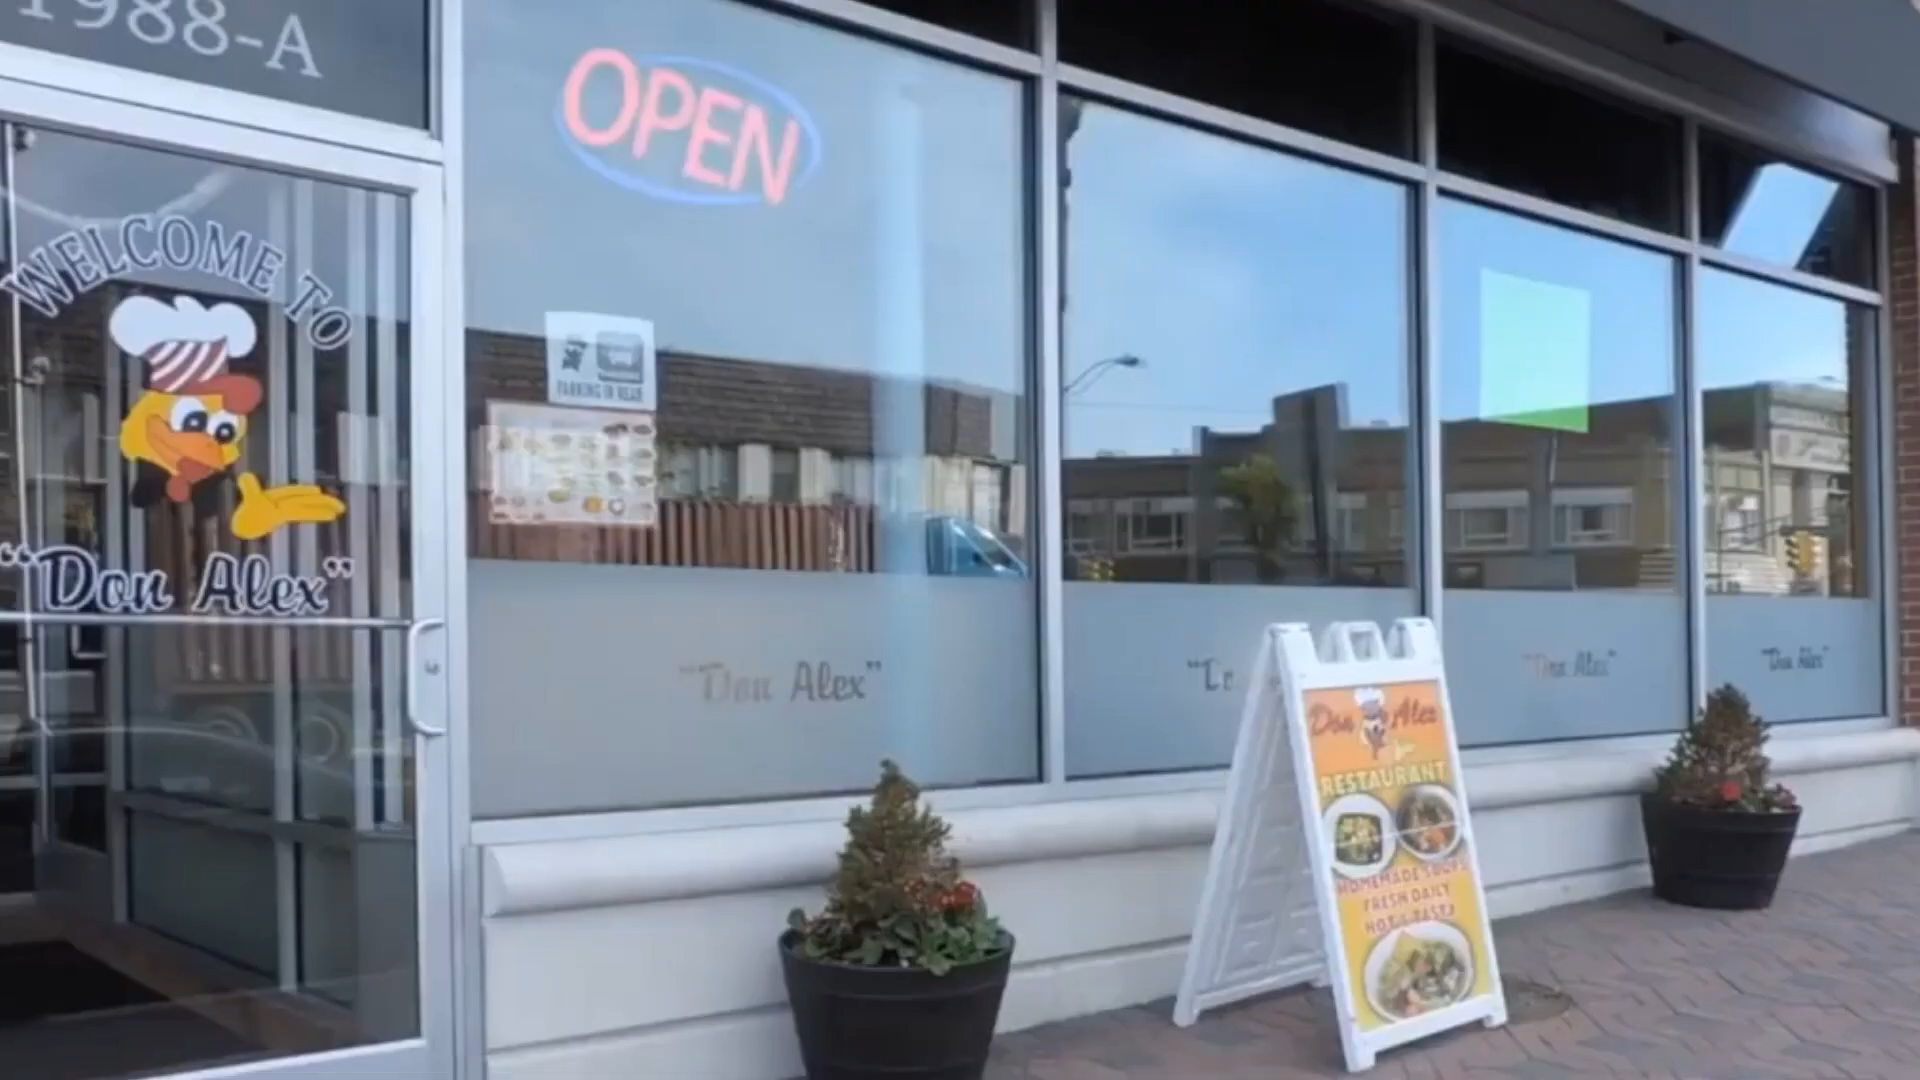 1988-A
OPEN
WELCOME TO
"Don Alex"
PARKING IN REAR
"Don Alex"
"Do
"Don Alex"
"Don Alex"
Don Alex
RESTAURANT
HOMEMADE SOUPS
FRESH DAILY
HOT & TASTY